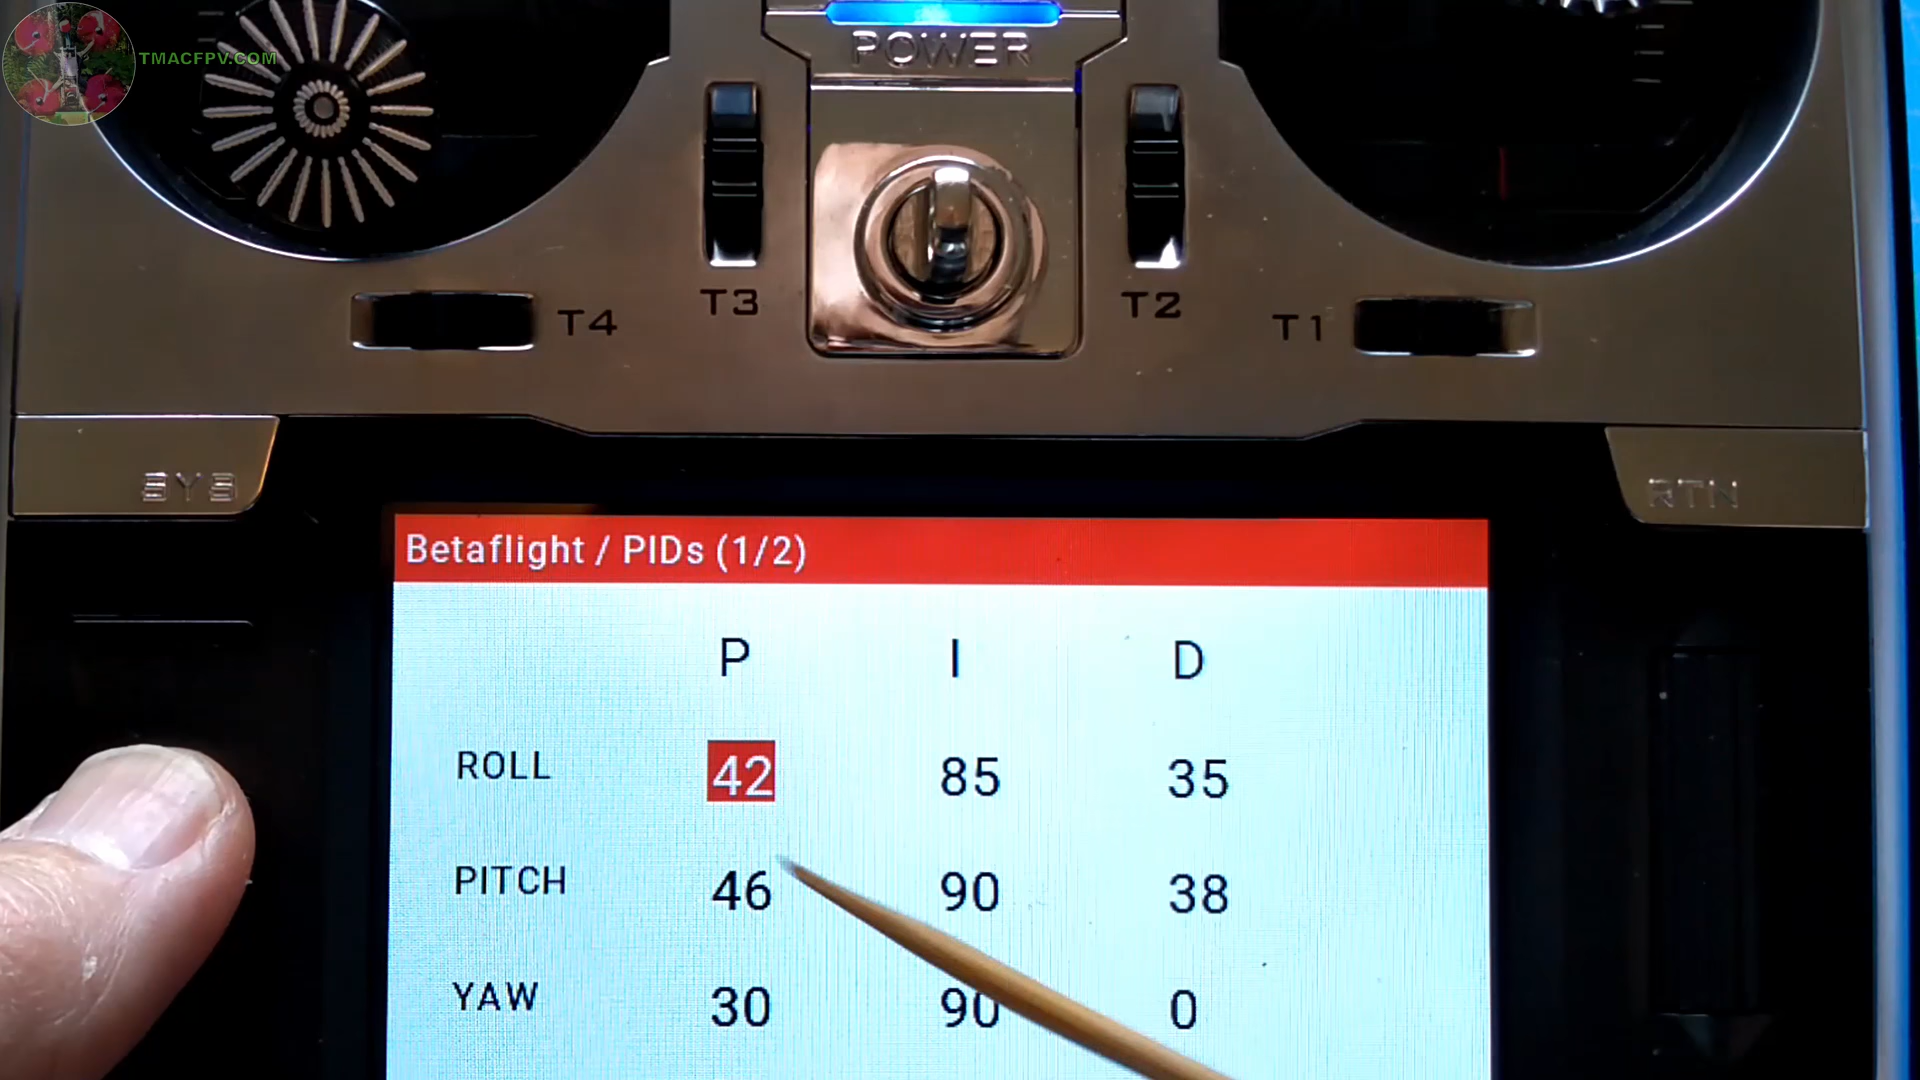 TMACFPV.COM
POWER
T4
T3
T2
T1
SYS
RTN
Betaflight / PIDs (1/2)
P I D
ROLL 42 85 35
PITCH 46 90 38
YAW 30 90 0